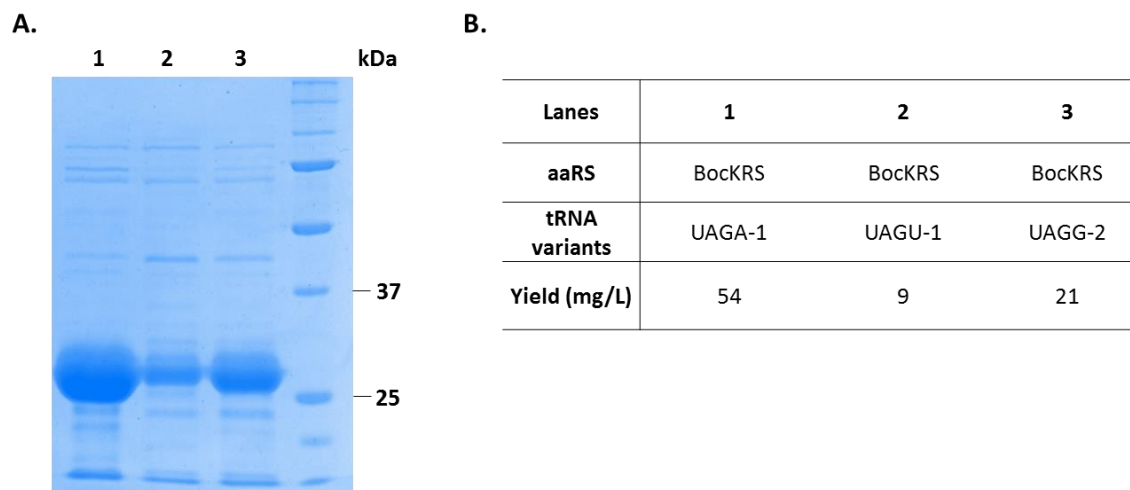 A.
1 2 3 kDa
37
25
B.
Lanes 1 2 3
aaRS BocKRS BocKRS BocKRS
tRNA
variants UAGA-1 UAGU-1 UAGG-2
Yield (mg/L) 54 9 21